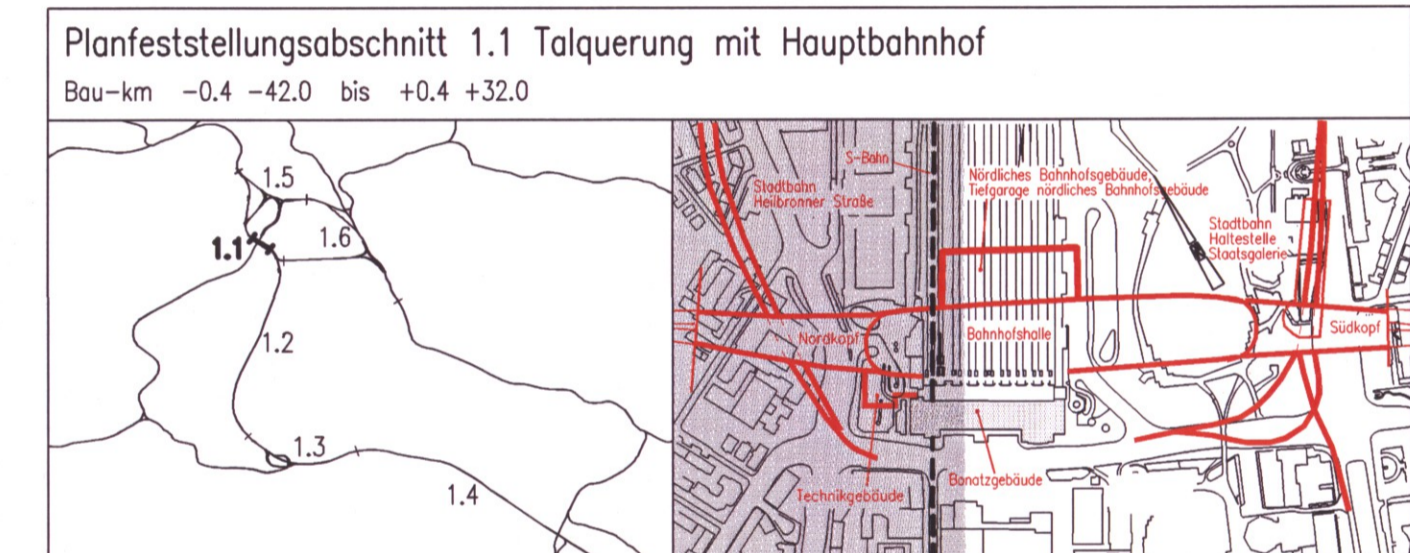 Planfeststellungsabschnitt 1.1 Talquerung mit Hauptbahnhof
Bau-km -0.4 -42.0 bis +0.4 +32.0
1.5
1.1
1.6
1.2
1.3
1.4
S-Bahn
Stadtbahn
Heilbronner Straße
Nördliches Bahnhofsgebäude,
Tiefgarage nördliches Bahnhofsgebäude
Stadtbahn
Haltestelle
Staatsgalerie
Nordkopf
Bahnhofshalle
Südkopf
Technikgebäude
Bonatzgebäude